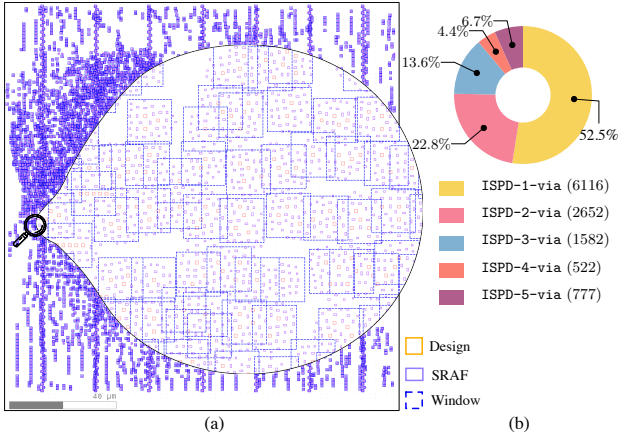 40 μm
(a)
6.7%
4.4%
13.6%
22.8%
52.5%
ISPD-1-via (6116)
ISPD-2-via (2652)
ISPD-3-via (1582)
ISPD-4-via (522)
ISPD-5-via (777)
Design
SRAF
Window
(b)